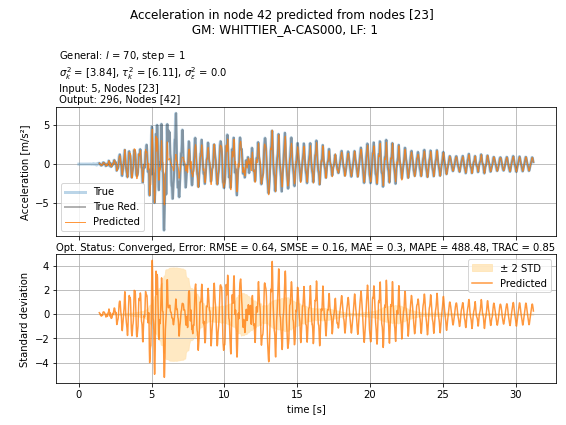 Acceleration in node 42 predicted from nodes [23]
GM: WHITTIER_A-CAS000, LF: 1
General: l = 70, step = 1
σ²ₖ = [3.84], τ²ₖ = [6.11], σ²_ε = 0.0
Input: 5, Nodes [23]
Output: 296, Nodes [42]
Acceleration [m/s²]
5
0
−5
True
True Red.
Predicted
Opt. Status: Converged, Error: RMSE = 0.64, SMSE = 0.16, MAE = 0.3, MAPE = 488.48, TRAC = 0.85
Standard deviation
4
2
0
−2
−4
± 2 STD
Predicted
0 5 10 15 20 25 30
time [s]